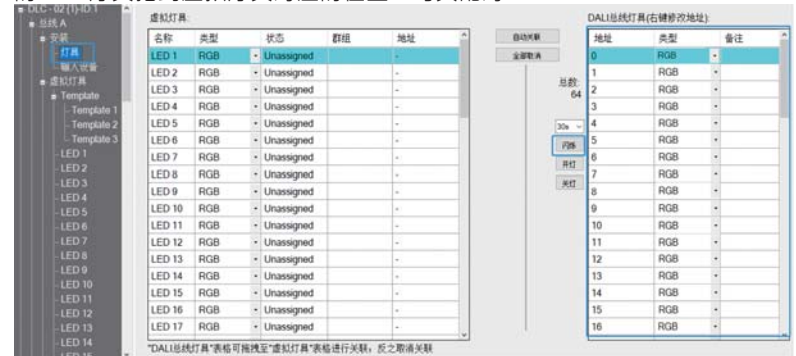 DLC - 02 (1)-ID 1
总线 A
安装
灯具
输入设备
虚拟灯具
Template
Template 1
Template 2
Template 3
LED 1
LED 2
LED 3
LED 4
LED 5
LED 6
LED 7
LED 8
LED 9
LED 10
LED 11
LED 12
LED 13
LED 14
虚拟灯具:
名称 类型 状态 群组 地址
LED 1 RGB Unassigned -
LED 2 RGB Unassigned -
LED 3 RGB Unassigned -
LED 4 RGB Unassigned -
LED 5 RGB Unassigned -
LED 6 RGB Unassigned -
LED 7 RGB Unassigned -
LED 8 RGB Unassigned -
LED 9 RGB Unassigned -
LED 10 RGB Unassigned -
LED 11 RGB Unassigned -
LED 12 RGB Unassigned -
LED 13 RGB Unassigned -
LED 14 RGB Unassigned -
LED 15 RGB Unassigned -
LED 16 RGB Unassigned -
LED 17 RGB Unassigned -
"DALI总线灯具"表格可拖拽至"虚拟灯具"表格进行关联，反之取消关联
自动关联
全部取消
总数:
64
30s
闪烁
开灯
关灯
DALI总线灯具(右键修改地址):
地址 类型 备注
0 RGB
1 RGB
2 RGB
3 RGB
4 RGB
5 RGB
6 RGB
7 RGB
8 RGB
9 RGB
10 RGB
11 RGB
12 RGB
13 RGB
14 RGB
15 RGB
16 RGB